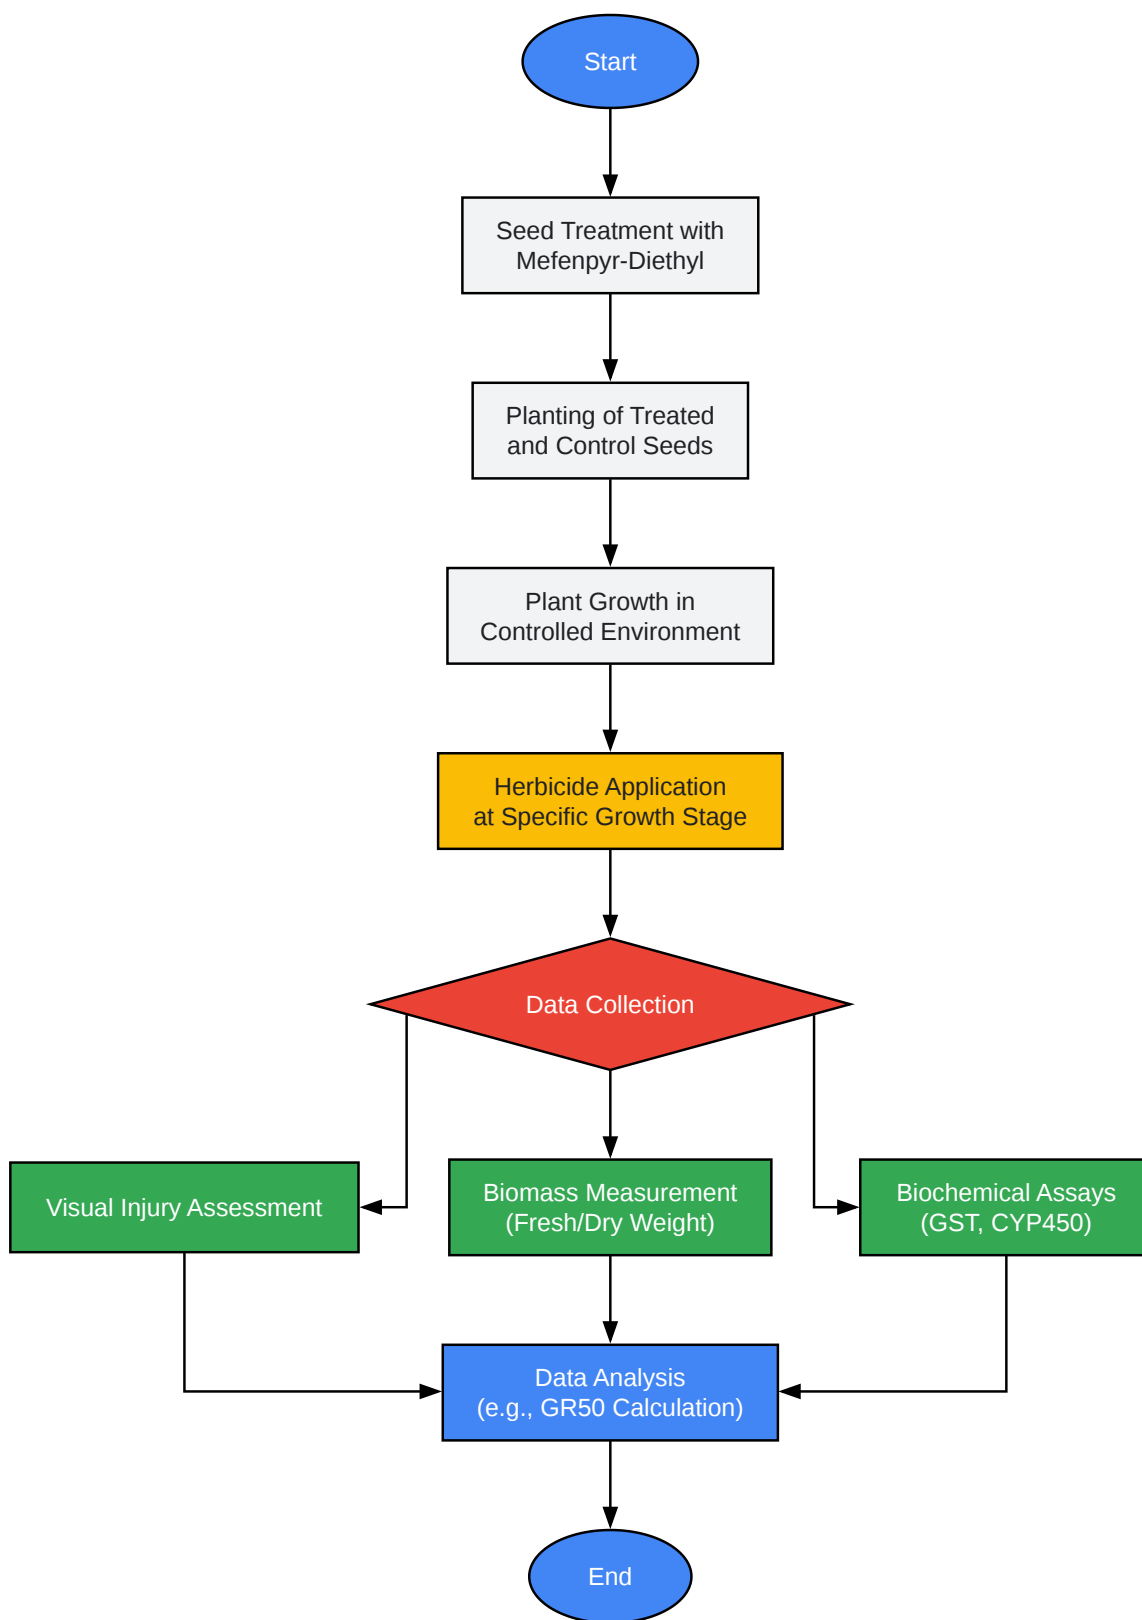 Start
Seed Treatment with
Mefenpyr-Diethyl
Planting of Treated
and Control Seeds
Plant Growth in
Controlled Environment
Herbicide Application
at Specific Growth Stage
Data Collection
Visual Injury Assessment
Biomass Measurement
(Fresh/Dry Weight)
Biochemical Assays
(GST, CYP450)
Data Analysis
(e.g., GR50 Calculation)
End